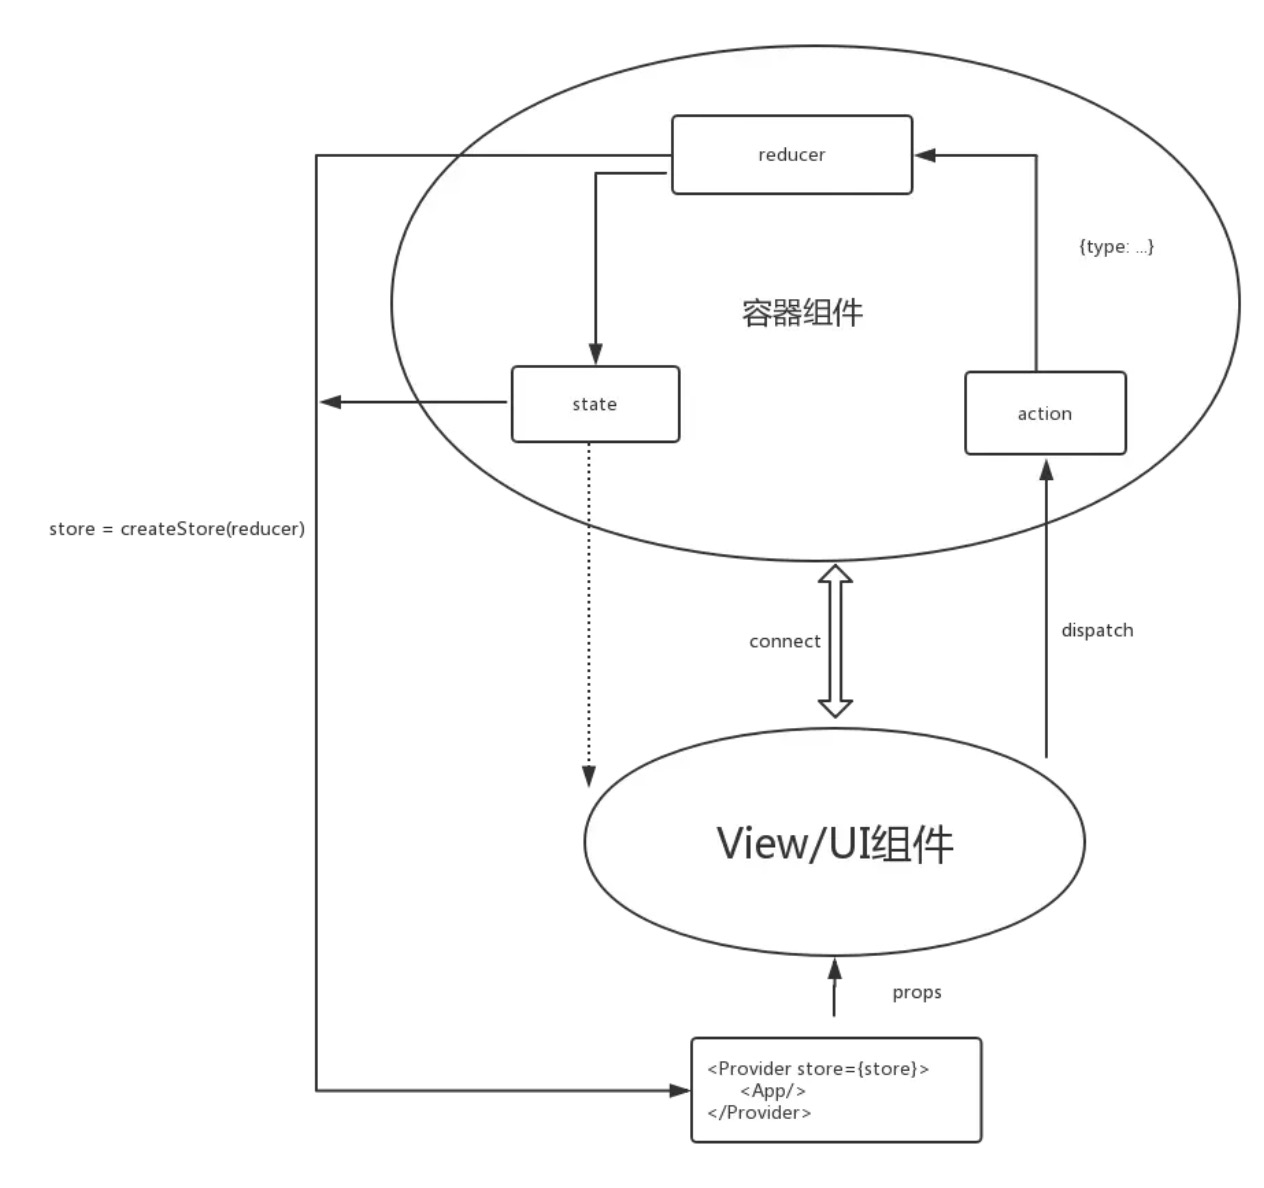 reducer
{type: ...}
容器组件
state
action
store = createStore(reducer)
connect
dispatch
View/UI组件
props
<Provider store={store}>
<App/>
</Provider>